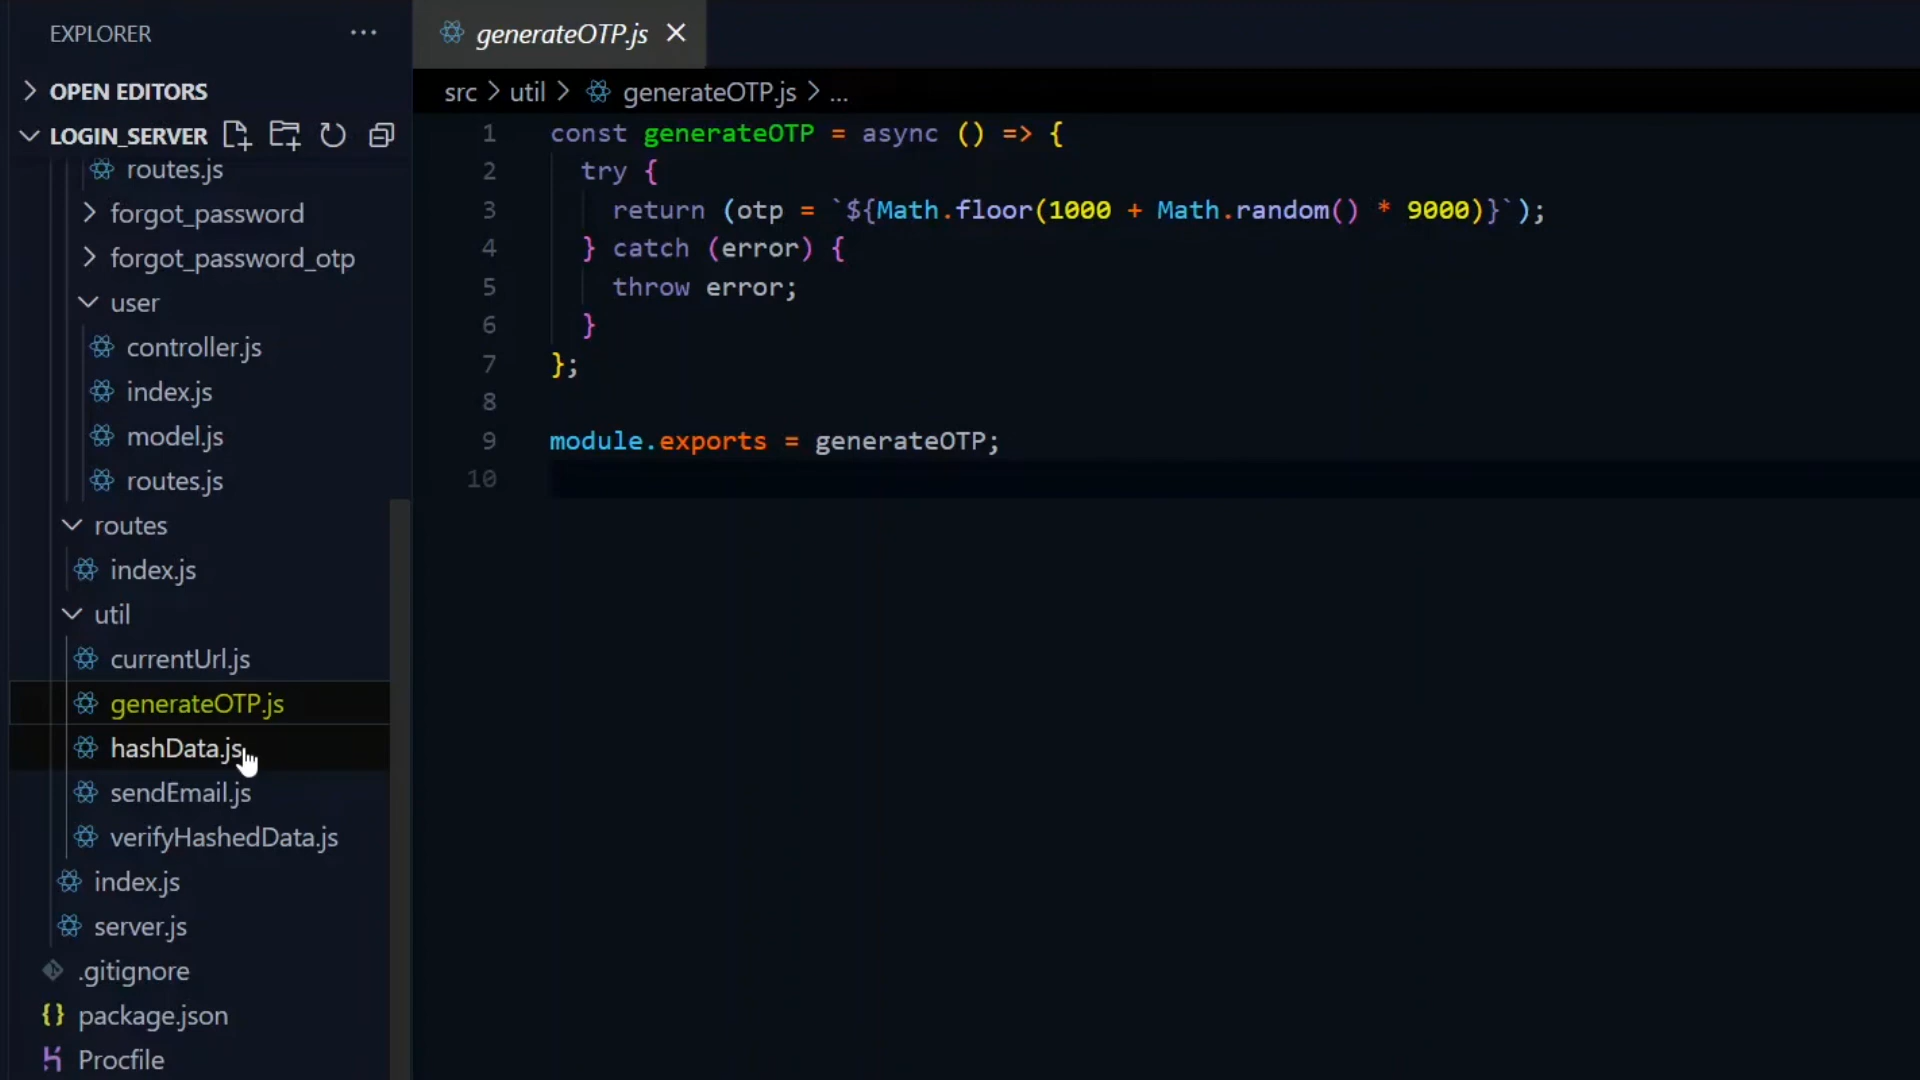 EXPLORER ...
OPEN EDITORS
LOGIN_SERVER
routes.js
forgot_password
forgot_password_otp
user
controller.js
index.js
model.js
routes.js
routes
index.js
util
currentUrl.js
generateOTP.js
hashData.js
sendEmail.js
verifyHashedData.js
index.js
server.js
.gitignore
{} package.json
Procfile
generateOTP.js
src > util > generateOTP.js > ...
1 const generateOTP = async () => {
2 try {
3 return (otp = `${Math.floor(1000 + Math.random() * 9000)}`);
4 } catch (error) {
5 throw error;
6 }
7 };
8
9 module.exports = generateOTP;
10